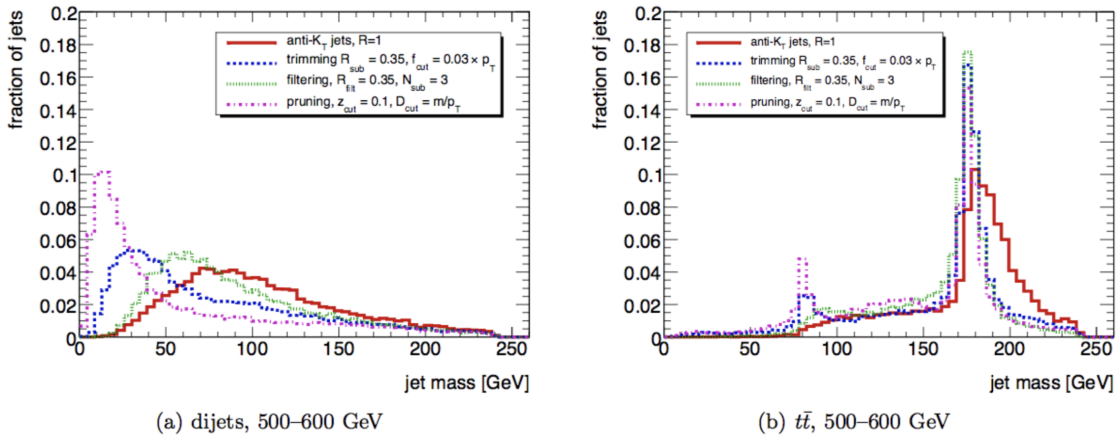 fraction of jets
0.2
0.18
0.16
0.14
0.12
0.1
0.08
0.06
0.04
0.02
0
anti-K_T jets, R=1
trimming R_sub = 0.35, f_cut = 0.03 × p_T
filtering, R_filt = 0.35, N_sub = 3
pruning, z_cut = 0.1, D_cut = m/p_T
0 50 100 150 200 250
jet mass [GeV]
(a) dijets, 500–600 GeV
fraction of jets
0.2
0.18
0.16
0.14
0.12
0.1
0.08
0.06
0.04
0.02
0
anti-K_T jets, R=1
trimming R_sub = 0.35, f_cut = 0.03 × p_T
filtering, R_filt = 0.35, N_sub = 3
pruning, z_cut = 0.1, D_cut = m/p_T
0 50 100 150 200 250
jet mass [GeV]
(b) tt̄, 500–600 GeV